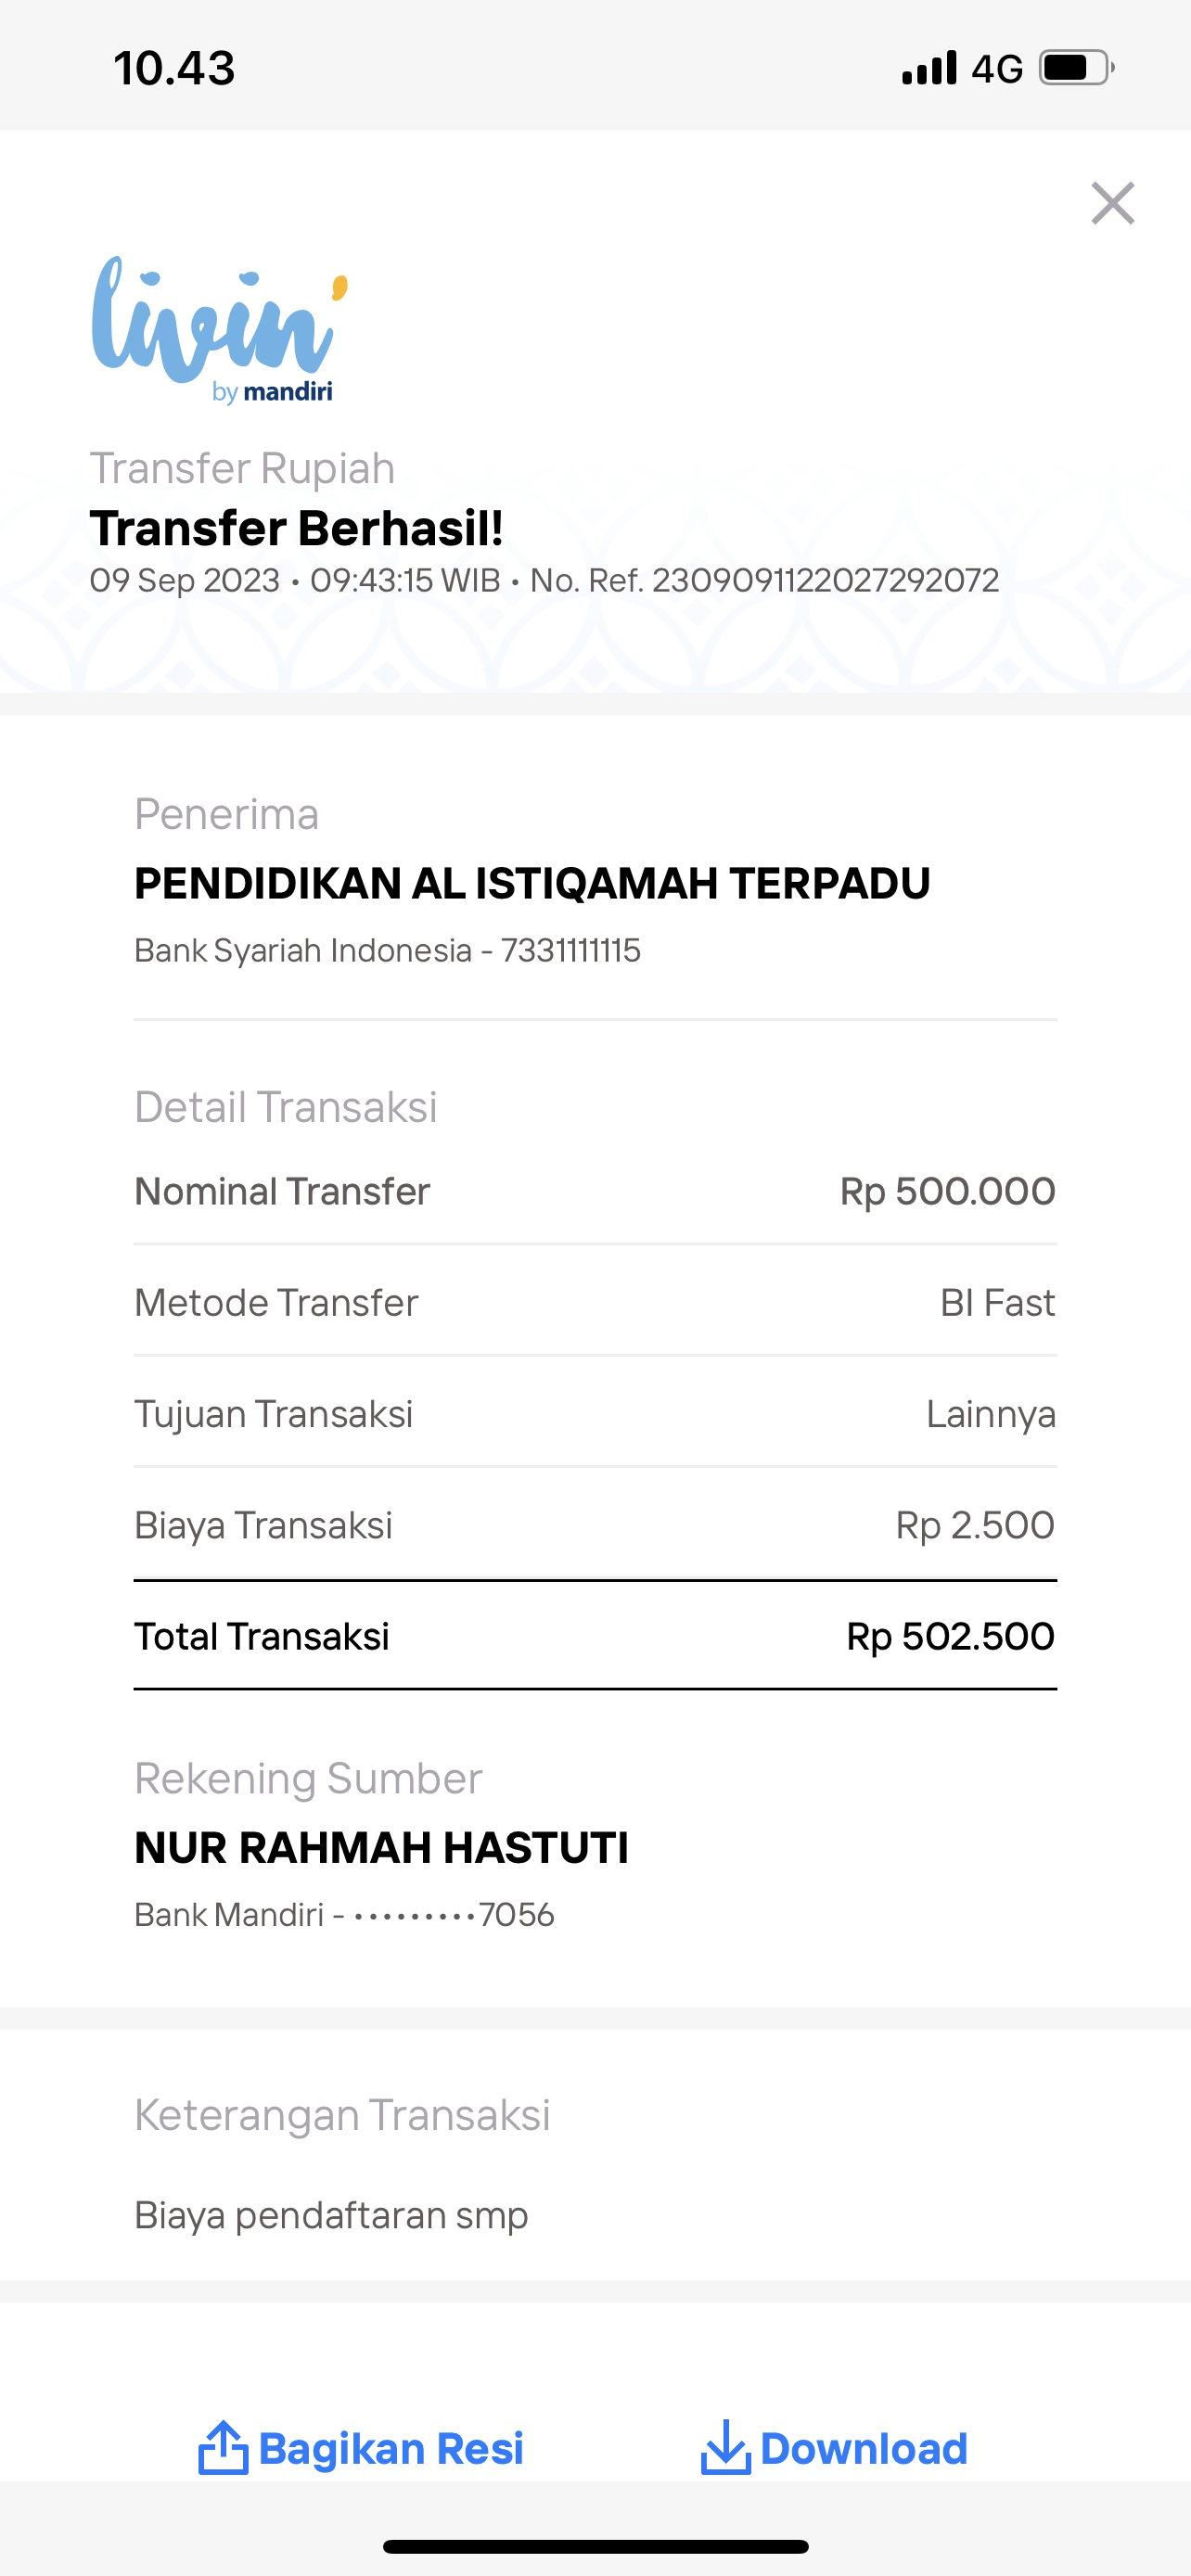 10.43
4G
livin'
by mandiri
Transfer Rupiah
Transfer Berhasil!
09 Sep 2023 • 09:43:15 WIB • No. Ref. 2309091122027292072
Penerima
PENDIDIKAN AL ISTIQAMAH TERPADU
Bank Syariah Indonesia - 7331111115
Detail Transaksi
Nominal Transfer Rp 500.000
Metode Transfer BI Fast
Tujuan Transaksi Lainnya
Biaya Transaksi Rp 2.500
Total Transaksi Rp 502.500
Rekening Sumber
NUR RAHMAH HASTUTI
Bank Mandiri - •••••••••7056
Keterangan Transaksi
Biaya pendaftaran smp
Bagikan Resi Download